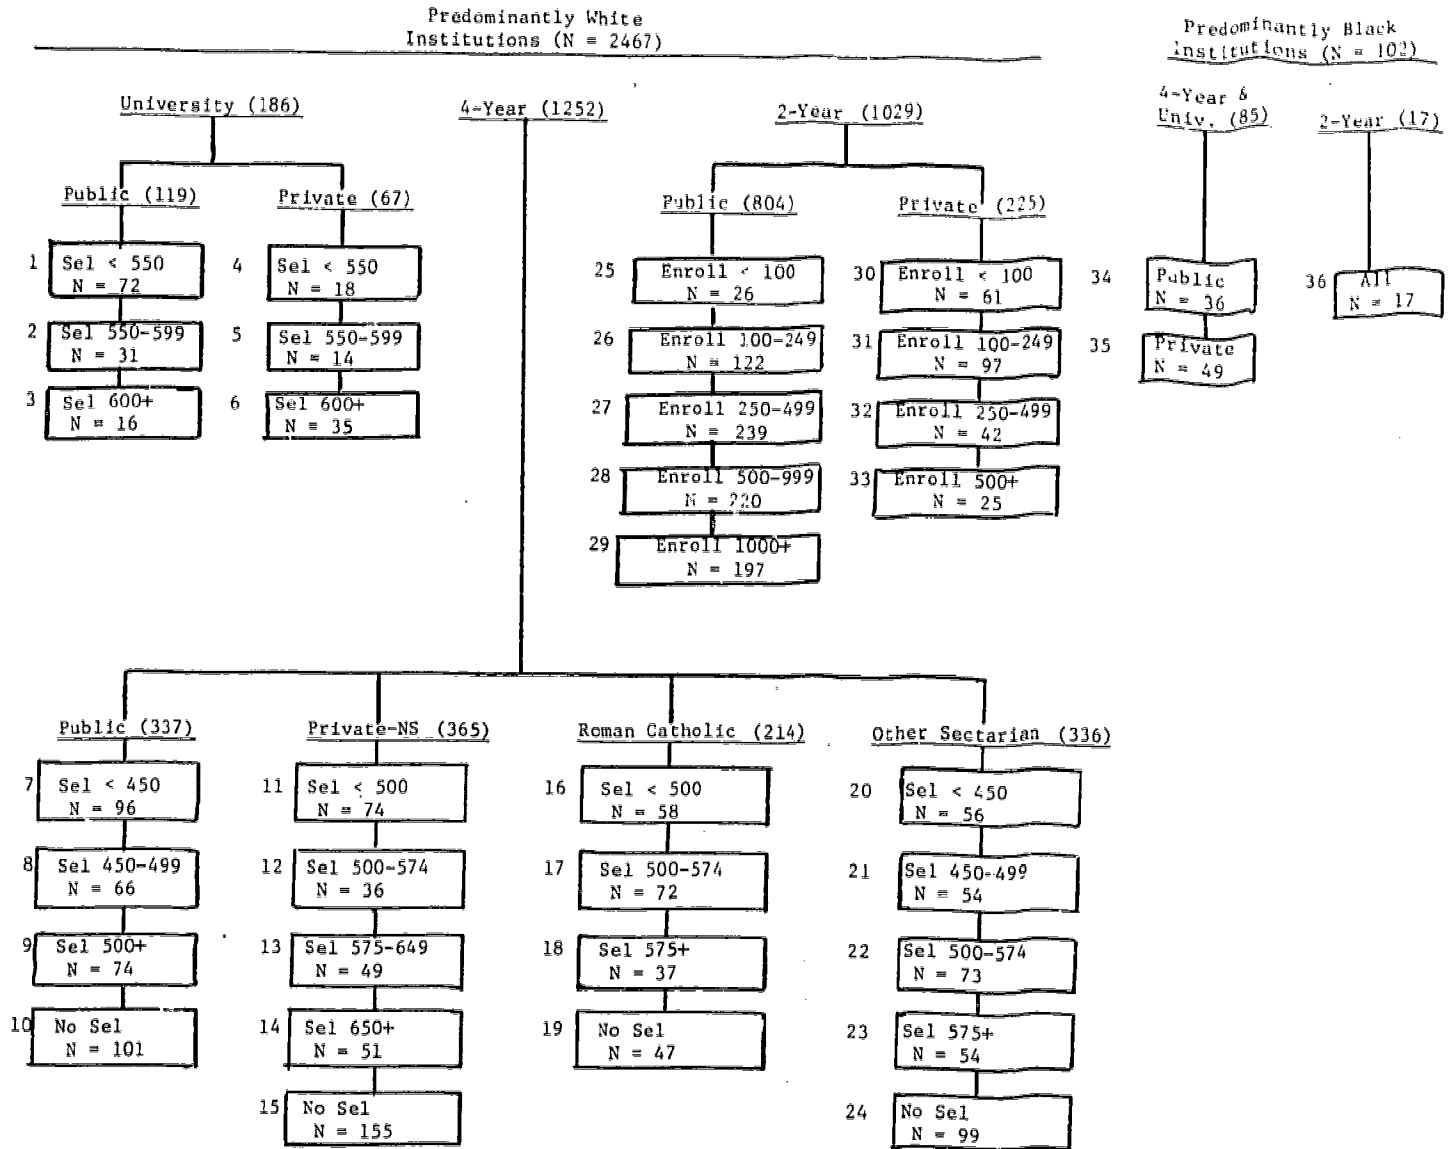 Predominantly White
Institutions (N = 2467)
Predominantly Black
Institutions (N = 102)
University (186)
4-Year (1252)
2-Year (1029)
4-Year &
Univ. (85)
2-Year (17)
Public (119)
Private (67)
Public (804)
Private (225)
1
Sel < 550
N = 72
2
Sel 550-599
N = 31
3
Sel 600+
N = 16
4
Sel < 550
N = 18
5
Sel 550-599
N = 14
6
Sel 600+
N = 35
25
Enroll < 100
N = 26
26
Enroll 100-249
N = 122
27
Enroll 250-499
N = 239
28
Enroll 500-999
N = 220
29
Enroll 1000+
N = 197
30
Enroll < 100
N = 61
31
Enroll 100-249
N = 97
32
Enroll 250-499
N = 42
33
Enroll 500+
N = 25
34
Public
N = 36
35
Private
N = 49
36
All
N = 17
Public (337)
Private-NS (365)
Roman Catholic (214)
Other Sectarian (336)
7
Sel < 450
N = 96
8
Sel 450-499
N = 66
9
Sel 500+
N = 74
10
No Sel
N = 101
11
Sel < 500
N = 74
12
Sel 500-574
N = 36
13
Sel 575-649
N = 49
14
Sel 650+
N = 51
15
No Sel
N = 155
16
Sel < 500
N = 58
17
Sel 500-574
N = 72
18
Sel 575+
N = 37
19
No Sel
N = 47
20
Sel < 450
N = 56
21
Sel 450-499
N = 54
22
Sel 500-574
N = 73
23
Sel 575+
N = 54
24
No Sel
N = 99